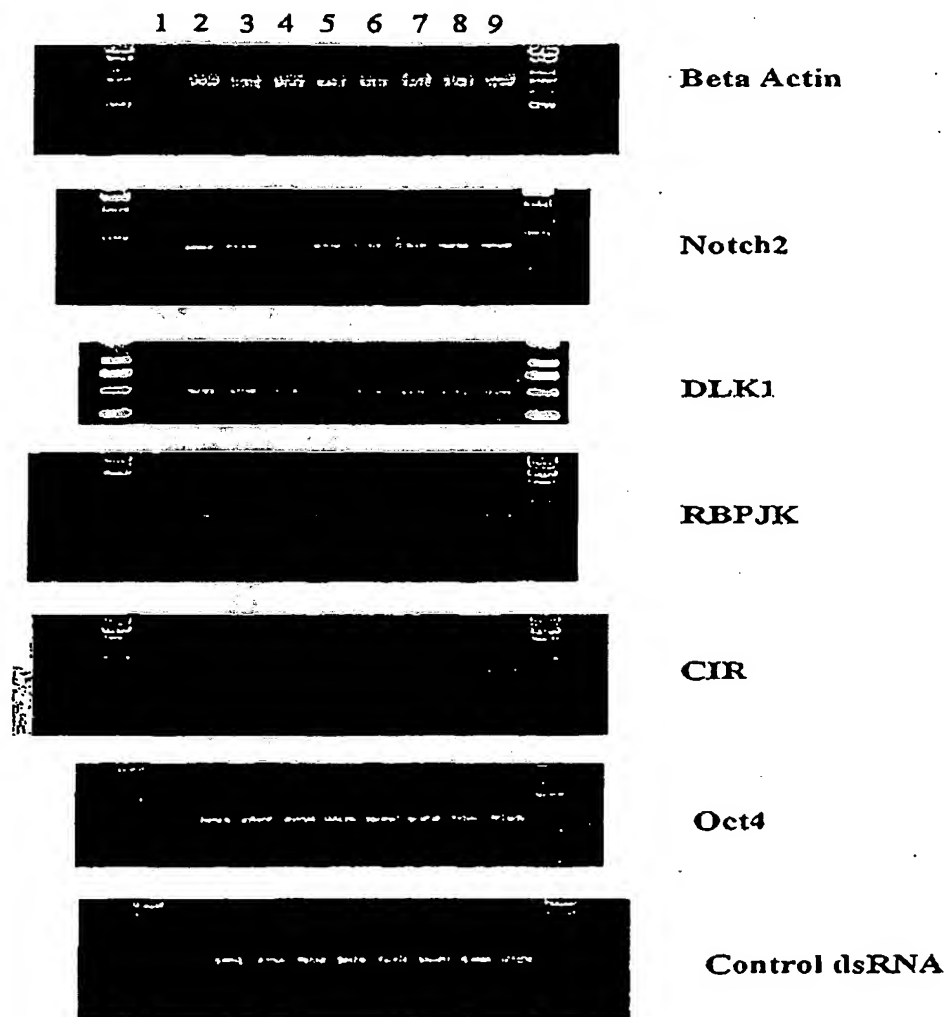 1 2 3 4 5 6 7 8 9
Beta Actin
Notch2
DLK1
RBPJK
CIR
Oct4
Control dsRNA